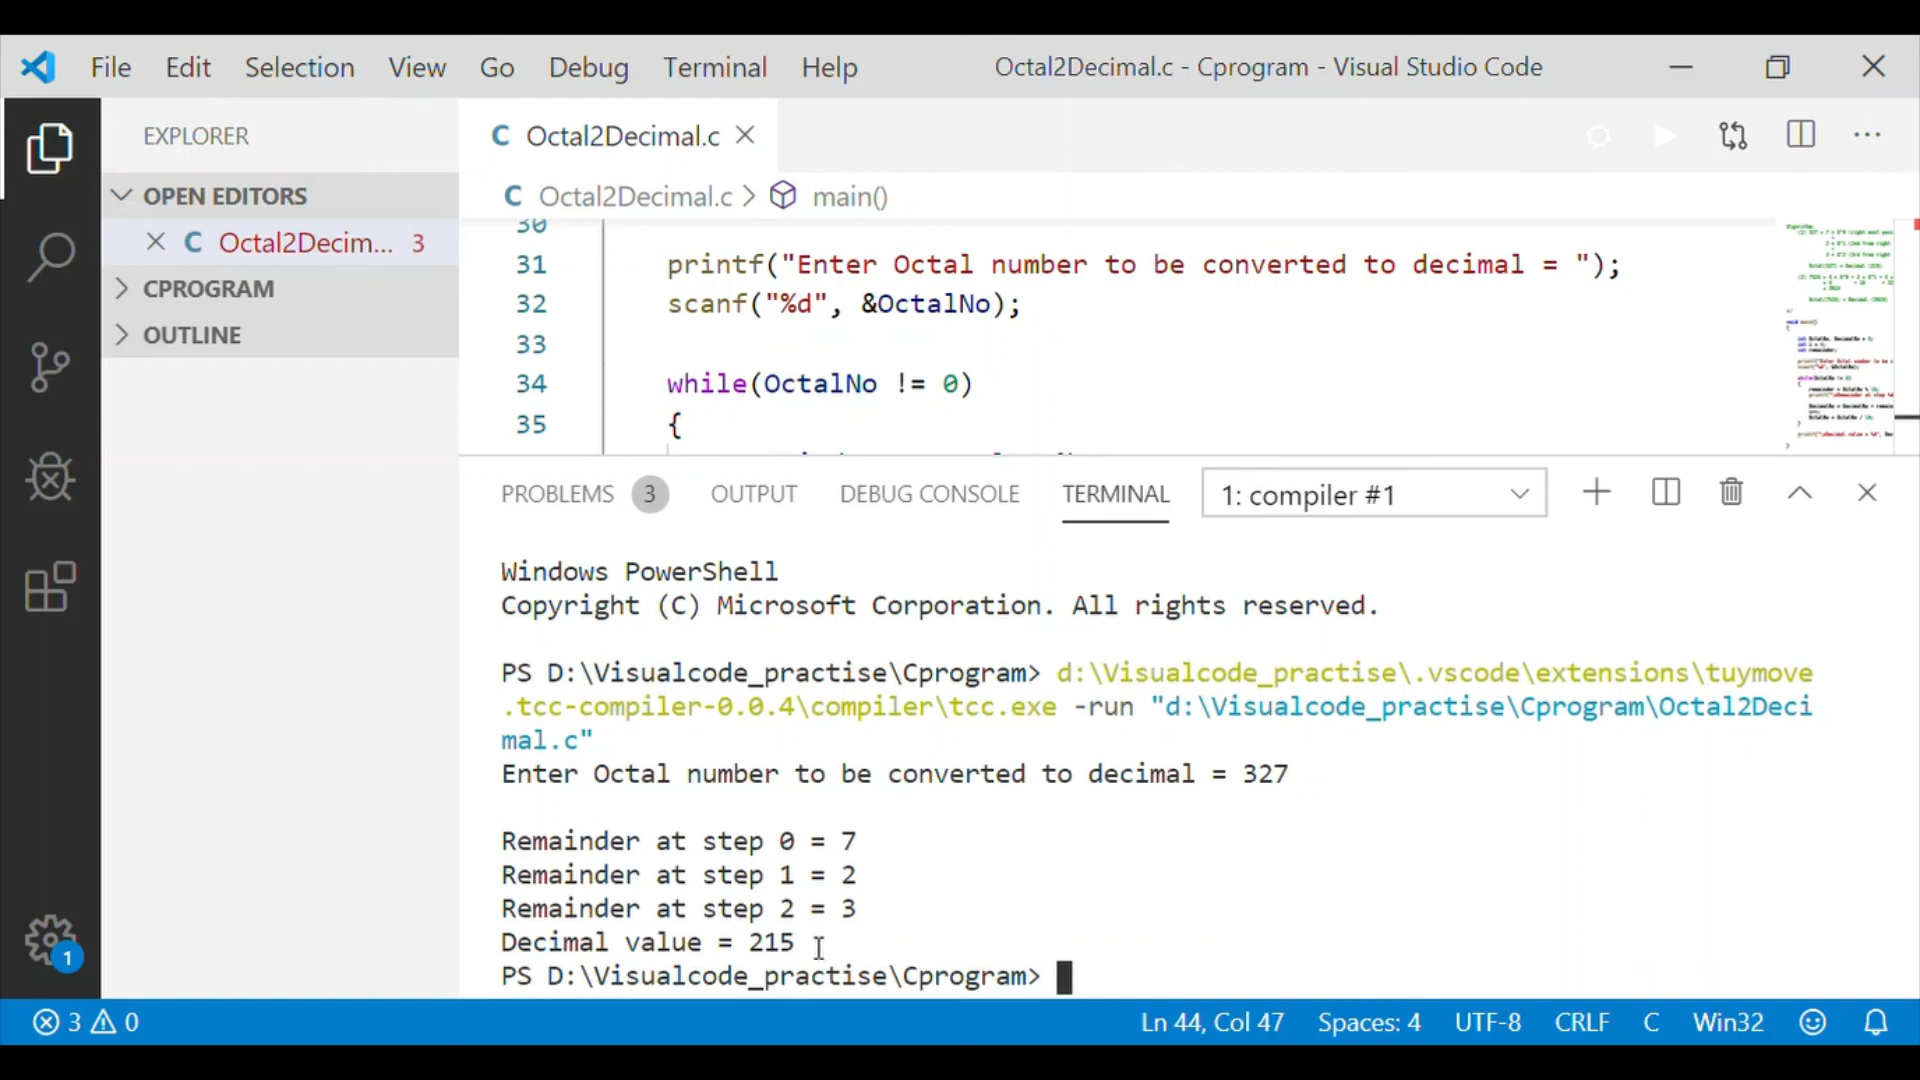 File Edit Selection View Go Debug Terminal Help Octal2Decimal.c - Cprogram - Visual Studio Code
EXPLORER
OPEN EDITORS
Octal2Decim... 3
CPROGRAM
OUTLINE
C Octal2Decimal.c
C Octal2Decimal.c > main()
30
31 printf("Enter Octal number to be converted to decimal = ");
32 scanf("%d", &OctalNo);
33
34 while(OctalNo != 0)
35 {
PROBLEMS 3 OUTPUT DEBUG CONSOLE TERMINAL 1: compiler #1
Windows PowerShell
Copyright (C) Microsoft Corporation. All rights reserved.
PS D:\Visualcode_practise\Cprogram> d:\Visualcode_practise\.vscode\extensions\tuymove
.tcc-compiler-0.0.4\compiler\tcc.exe -run "d:\Visualcode_practise\Cprogram\Octal2Deci
mal.c"
Enter Octal number to be converted to decimal = 327
Remainder at step 0 = 7
Remainder at step 1 = 2
Remainder at step 2 = 3
Decimal value = 215
PS D:\Visualcode_practise\Cprogram>
1
3 0 Ln 44, Col 47 Spaces: 4 UTF-8 CRLF C Win32